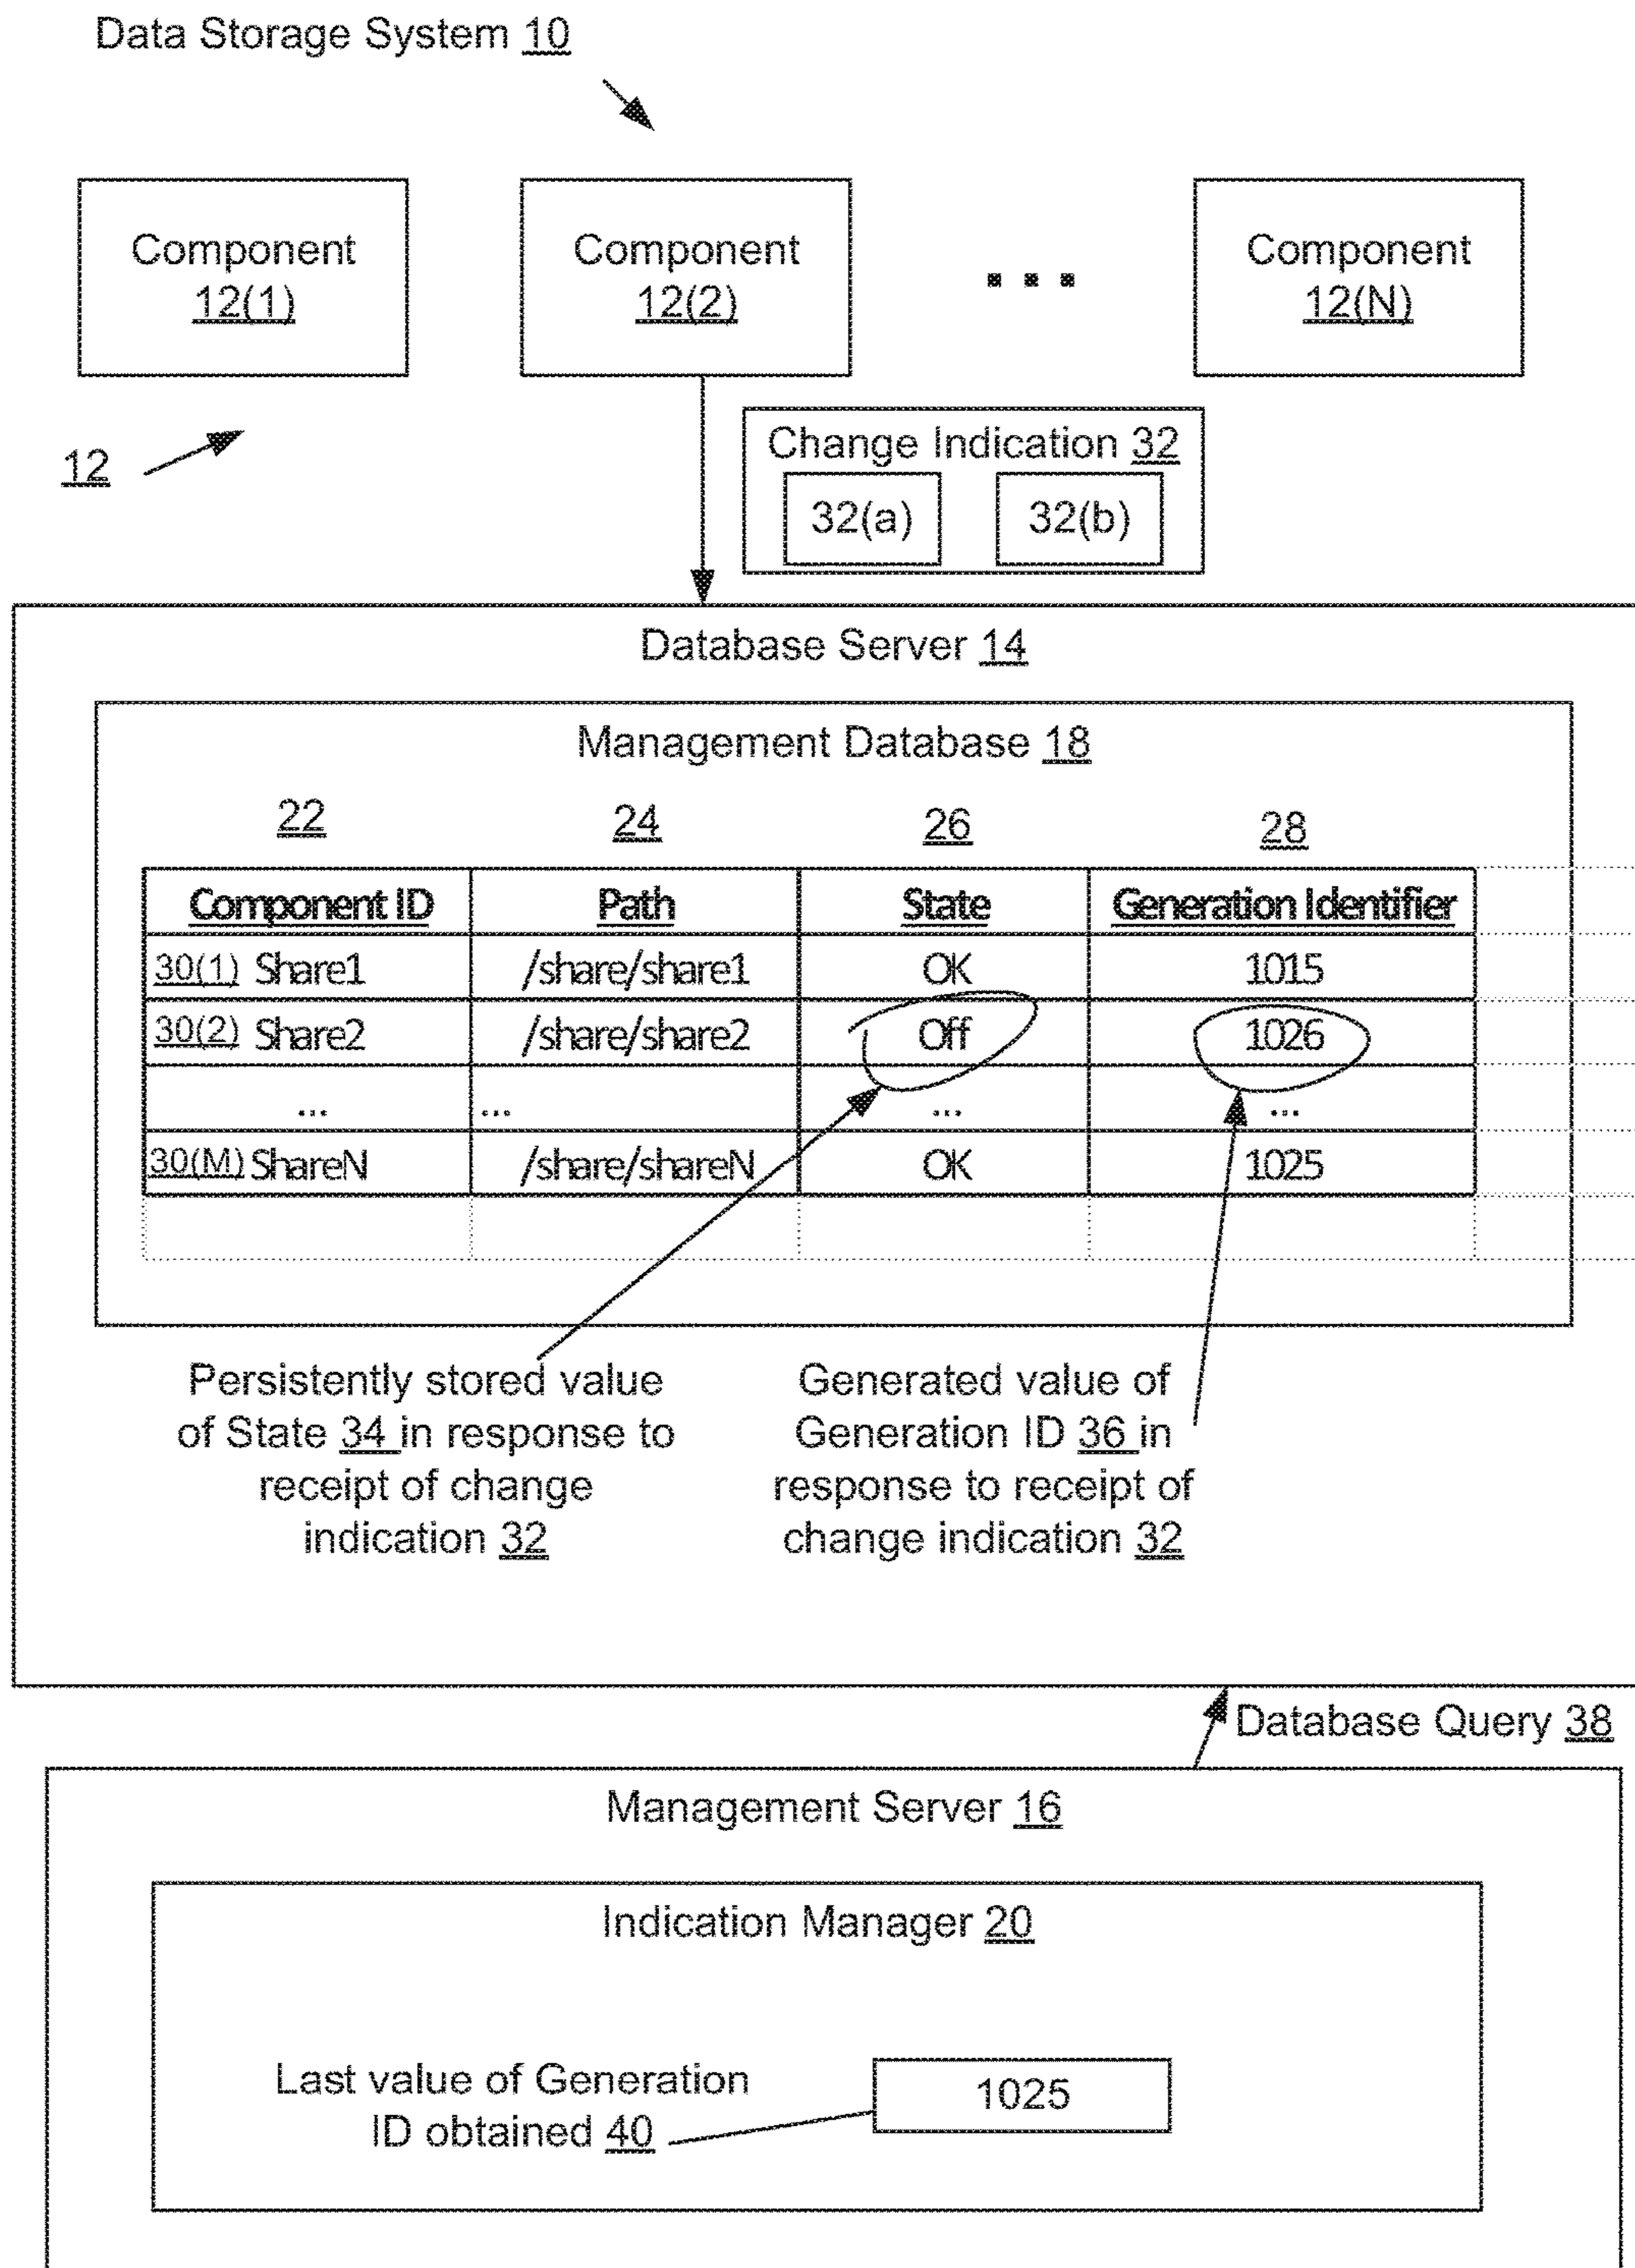 Data Storage System 10
Component
12(1)
Component
12(2)
...
Component
12(N)
12
Change Indication 32
32(a) 32(b)
Database Server 14
Management Database 18
22 24 26 28
Component ID Path State Generation Identifier
30(1) Share1 /share/share1 OK 1015
30(2) Share2 /share/share2 Off 1026
... ... ... ...
30(M) ShareN /share/shareN OK 1025
Persistently stored value
of State 34 in response to
receipt of change
indication 32
Generated value of
Generation ID 36 in
response to receipt of
change indication 32
Database Query 38
Management Server 16
Indication Manager 20
Last value of Generation
ID obtained 40
1025